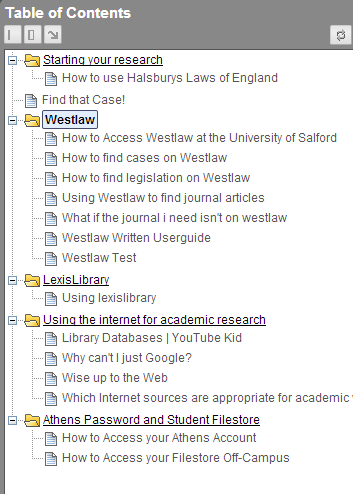 Table of Contents
Starting your research
How to use Halsburys Laws of England
Find that Case!
Westlaw
How to Access Westlaw at the University of Salford
How to find cases on Westlaw
How to find legislation on Westlaw
Using Westlaw to find journal articles
What if the journal i need isn't on westlaw
Westlaw Written Userguide
Westlaw Test
LexisLibrary
Using lexislibrary
Using the internet for academic research
Library Databases | YouTube Kid
Why can't I just Google?
Wise up to the Web
Which Internet sources are appropriate for academic
Athens Password and Student Filestore
How to Access your Athens Account
How to Access your Filestore Off-Campus